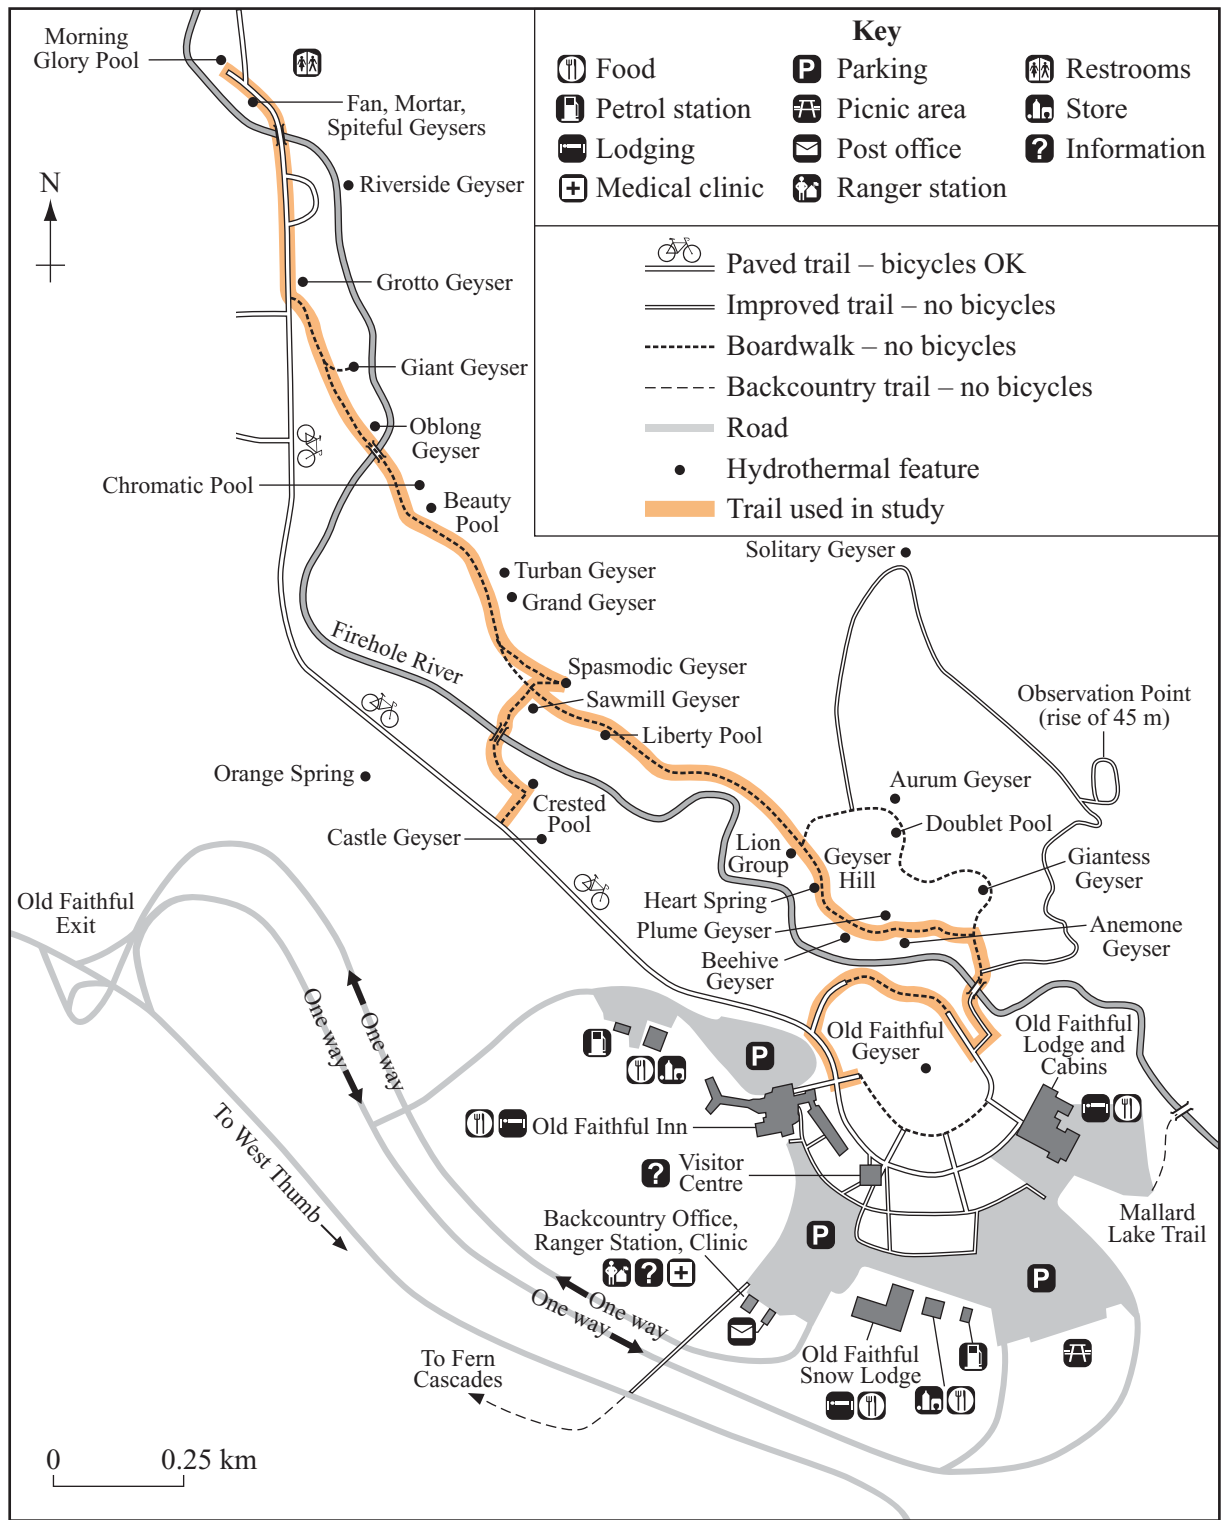 Morning
Glory Pool
Fan, Mortar,
Spiteful Geysers
N
Riverside Geyser
Grotto Geyser
Giant Geyser
Oblong
Geyser
Chromatic Pool
Beauty
Pool
Turban Geyser
Grand Geyser
Firehole River
Spasmodic Geyser
Sawmill Geyser
Liberty Pool
Orange Spring
Crested
Pool
Castle Geyser
Key
Food
Parking
Restrooms
Petrol station
Picnic area
Store
Lodging
Post office
Information
Medical clinic
Ranger station
Paved trail – bicycles OK
Improved trail – no bicycles
Boardwalk – no bicycles
Backcountry trail – no bicycles
Road
Hydrothermal feature
Trail used in study
Solitary Geyser
Observation Point
(rise of 45 m)
Aurum Geyser
Doublet Pool
Lion
Group
Geyser
Hill
Giantess
Geyser
Heart Spring
Plume Geyser
Anemone
Geyser
Beehive
Geyser
Old Faithful
Exit
One way
One way
To West Thumb
Old Faithful
Geyser
Old Faithful
Lodge and
Cabins
P
Old Faithful Inn
?
Visitor
Centre
Backcountry Office,
Ranger Station, Clinic
?
P
P
Mallard
Lake Trail
One way
One way
To Fern
Cascades
Old Faithful
Snow Lodge
0
0.25 km